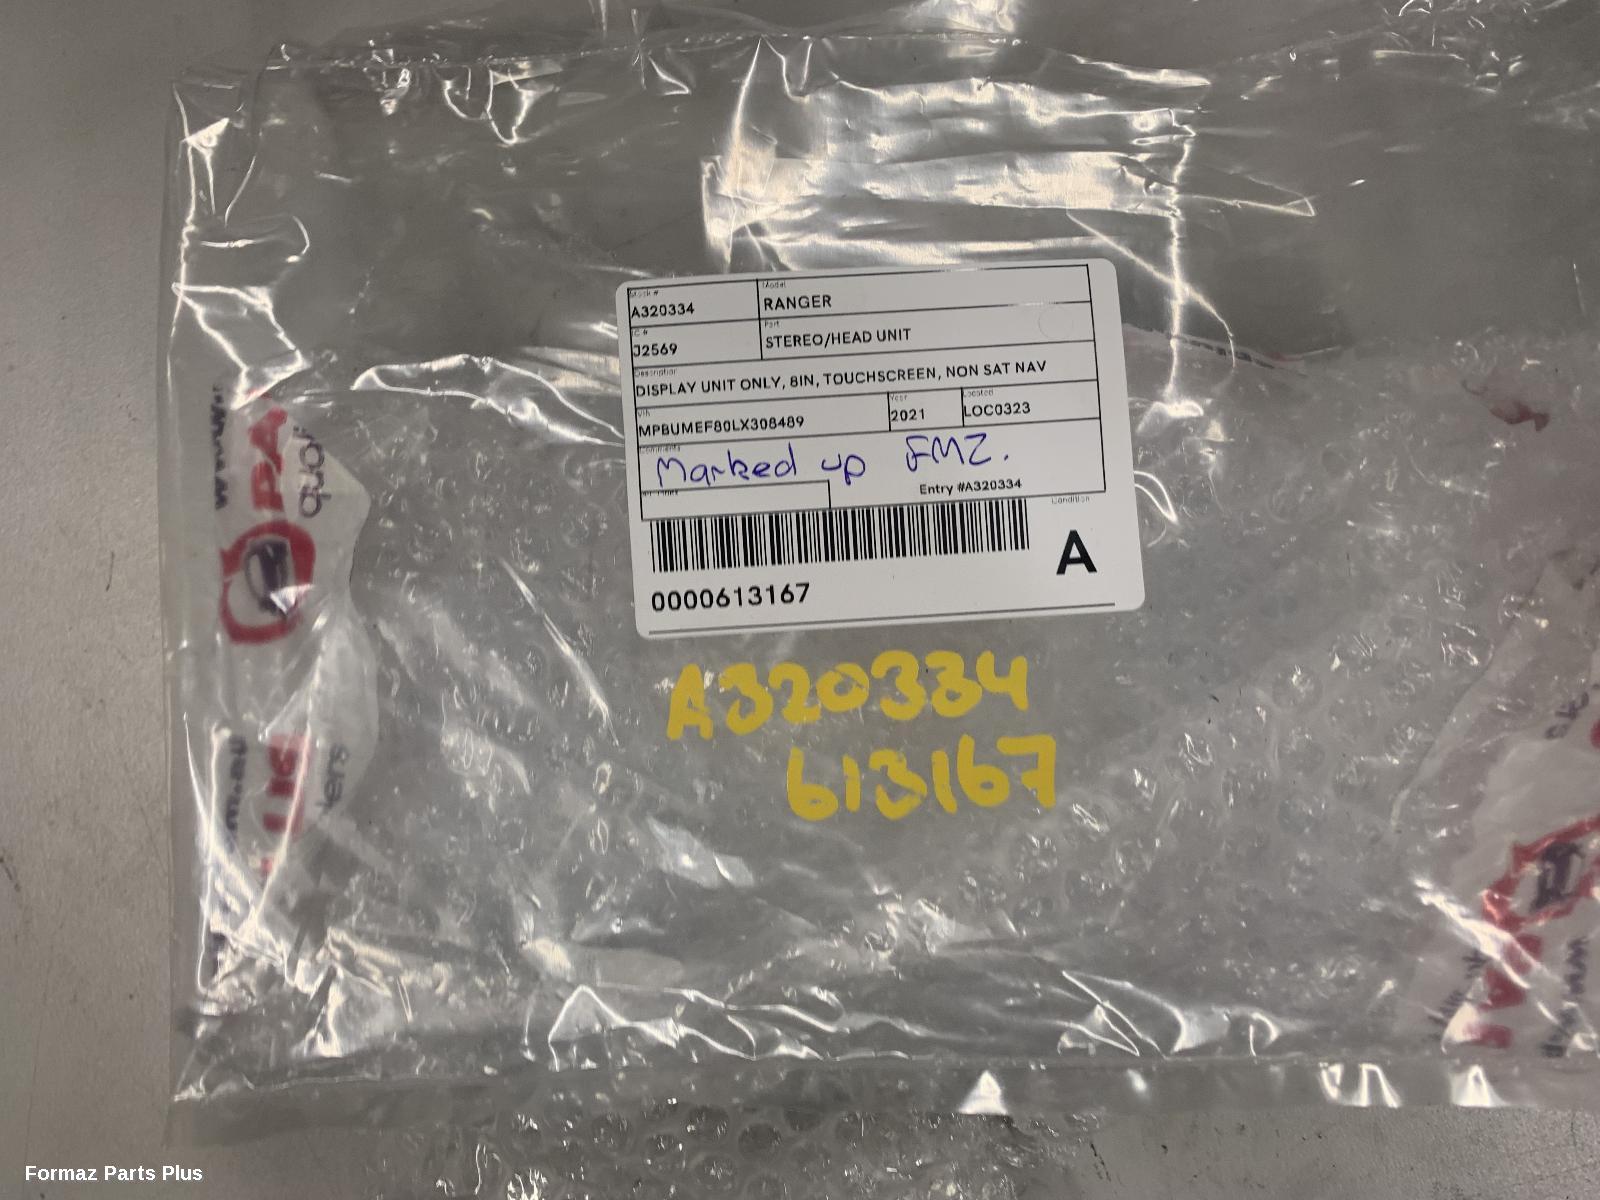 Stock #
A320334
Model
RANGER
IC #
J2569
Part
STEREO/HEAD UNIT
Description
DISPLAY UNIT ONLY, 8IN, TOUCHSCREEN, NON SAT NAV
Vin
MPBUMEF80LX308489
Year
2021
Located
LOC0323
Comments
Marked up FMZ.
Entry #A320334
Condition
A
0000613167
A320334
613167
Formaz Parts Plus